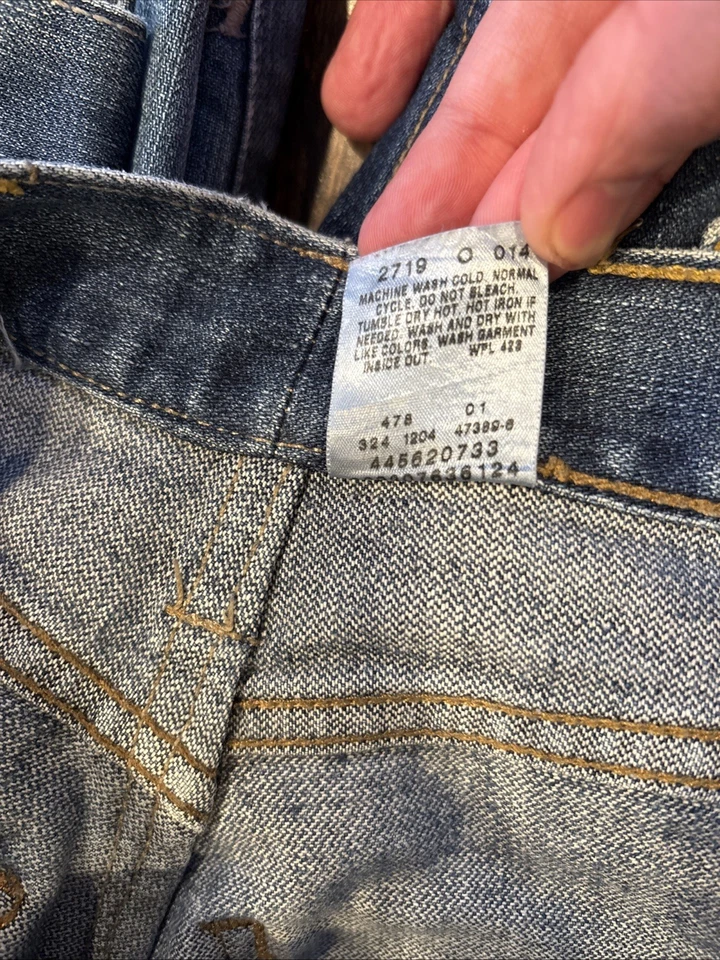 2719 O 014
MACHINE WASH COLD. NORMAL
CYCLE. DO NOT BLEACH.
TUMBLE DRY HOT. HOT IRON IF
NEEDED. WASH AND DRY WITH
LIKE COLORS. WASH GARMENT
INSIDE OUT. WPL 423
478 01
324 1204 47389-6
445620733